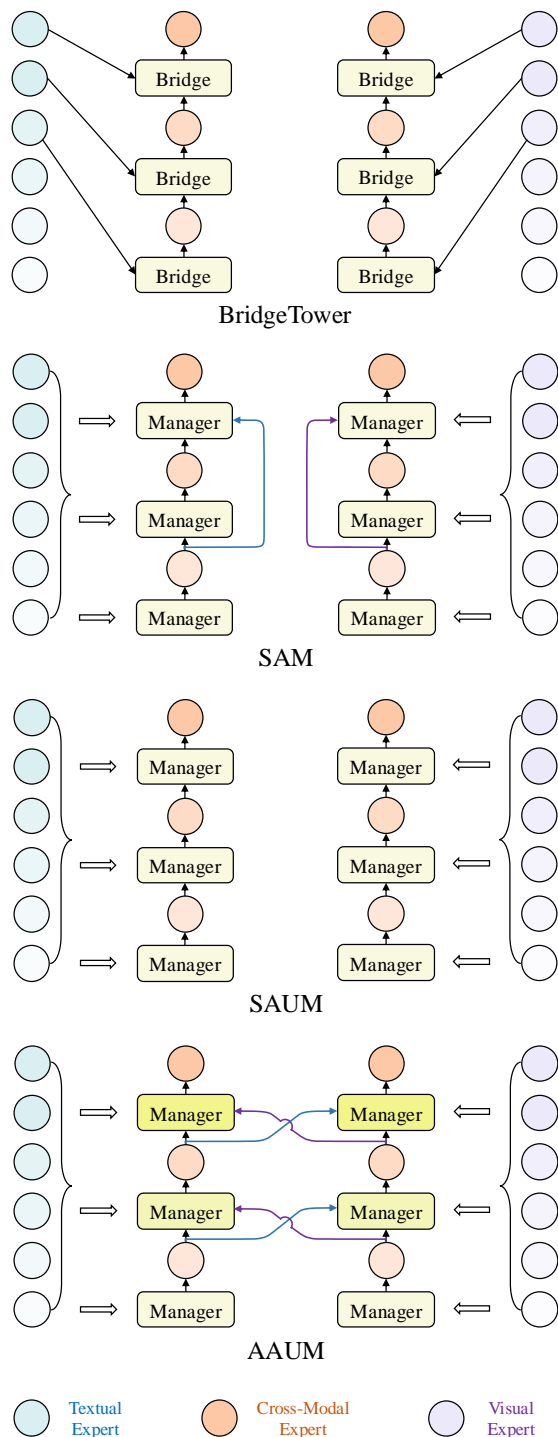 Bridge Bridge
Bridge Bridge
Bridge Bridge
BridgeTower
Manager Manager
Manager Manager
Manager Manager
SAM
Manager Manager
Manager Manager
Manager Manager
SAUM
Manager Manager
Manager Manager
Manager Manager
AAUM
Textual Cross-Modal Visual
Expert Expert Expert